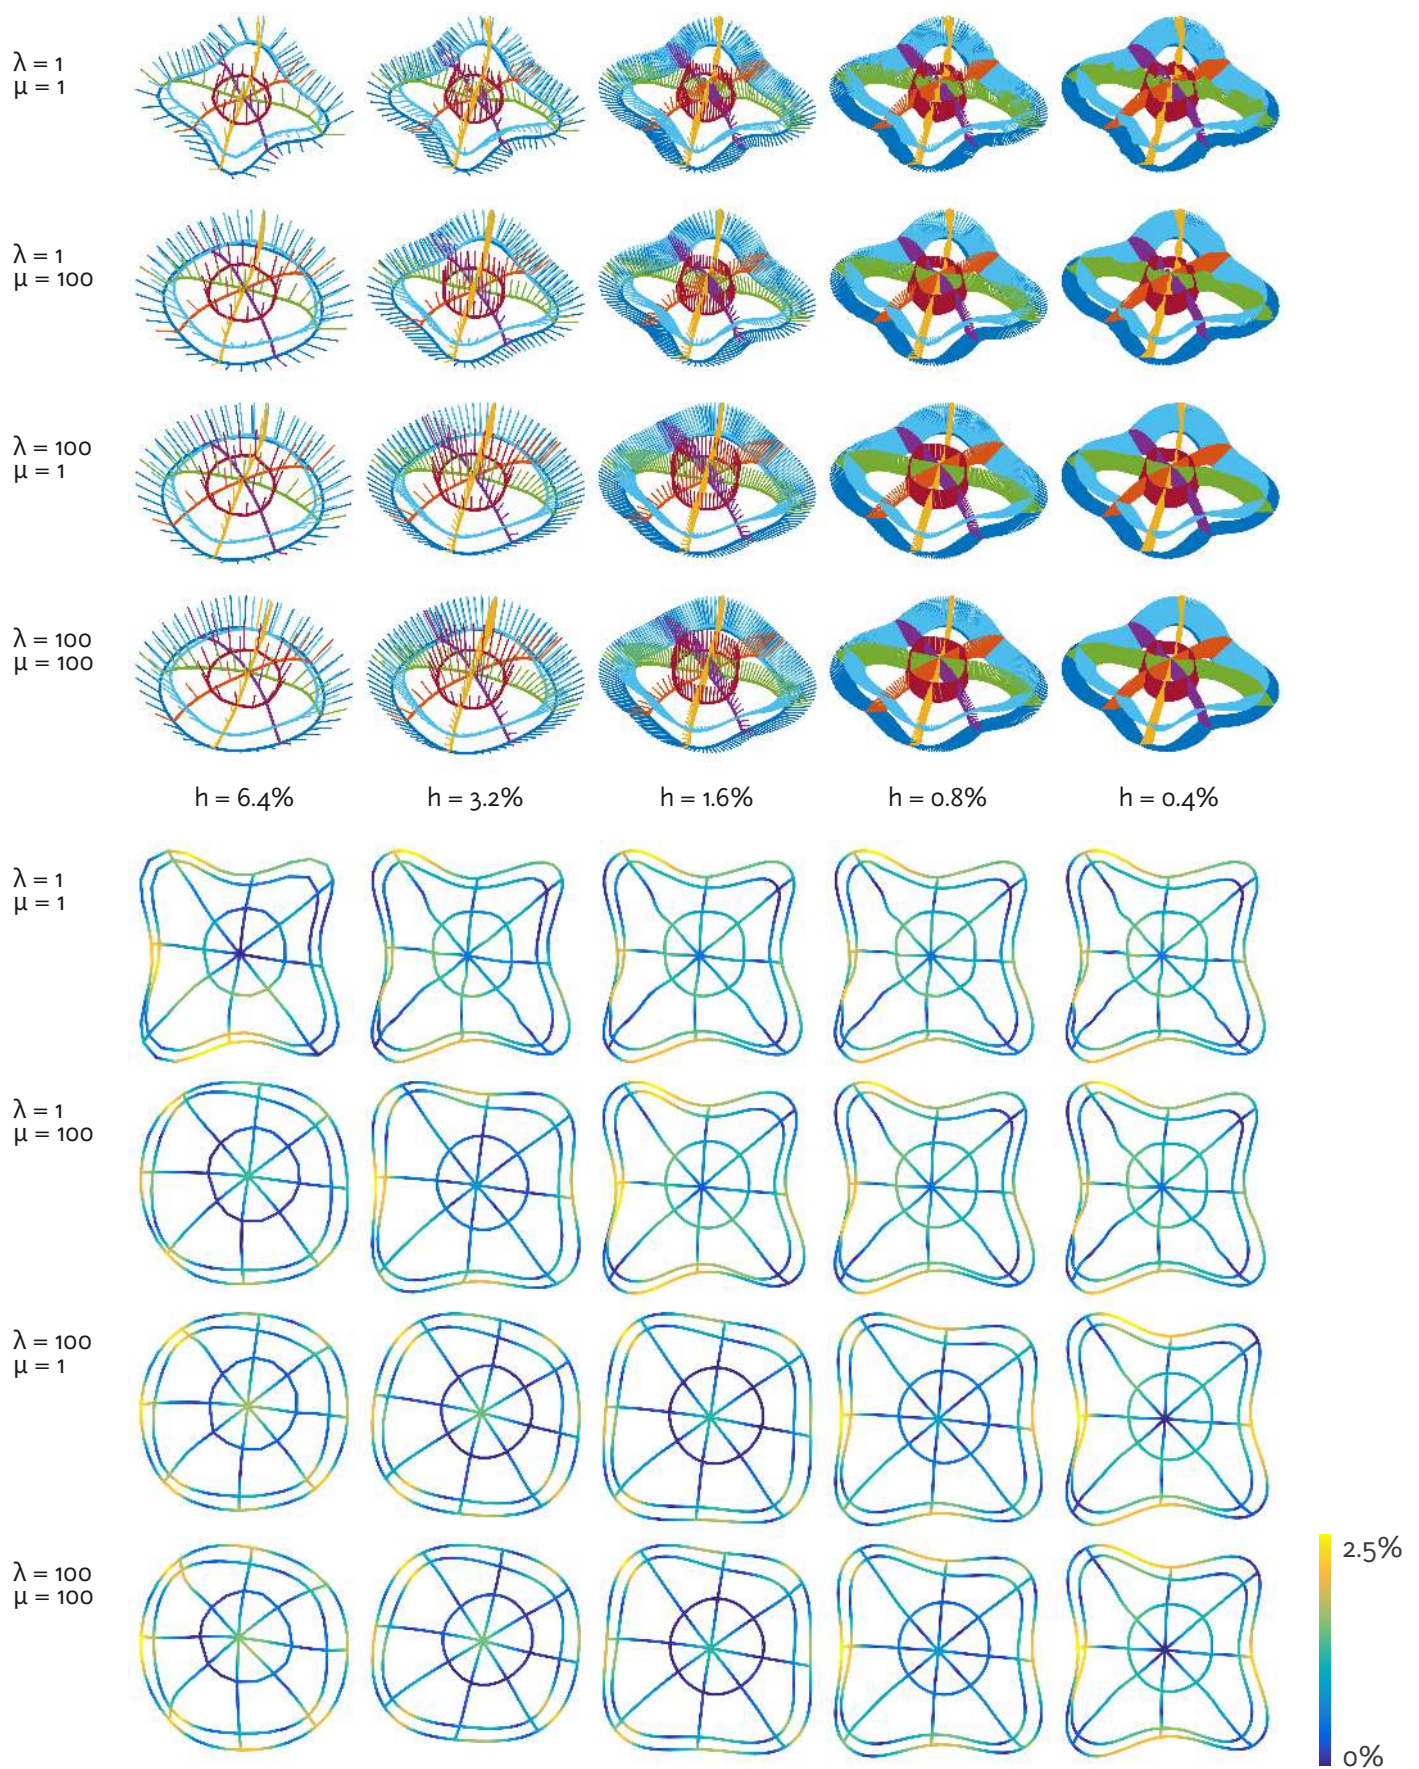 λ = 1
μ = 1
λ = 1
μ = 100
λ = 100
μ = 1
λ = 100
μ = 100
h = 6.4% h = 3.2% h = 1.6% h = 0.8% h = 0.4%
λ = 1
μ = 1
λ = 1
μ = 100
λ = 100
μ = 1
λ = 100
μ = 100
2.5%
0%